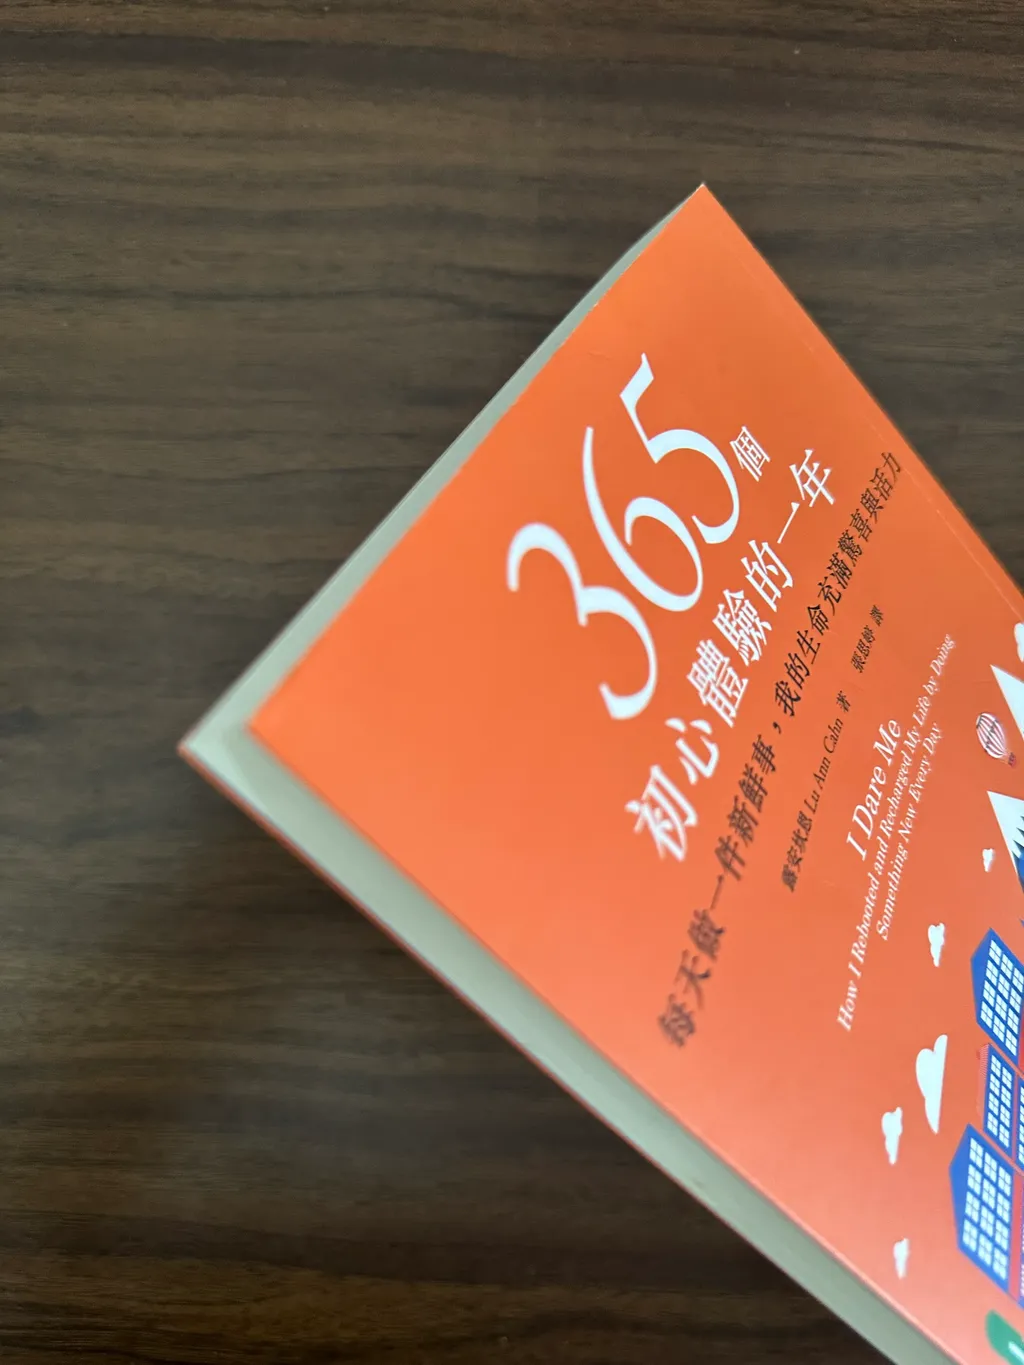 365個
初心體驗的一年
每天做一件新鮮事，我的生命充滿驚喜與活力
露安扙恩 Lu Ann Cahn 著 張思婷 譯
I Dare Me
How I Rebooted and Recharged My Life by Doing
Something New Every Day